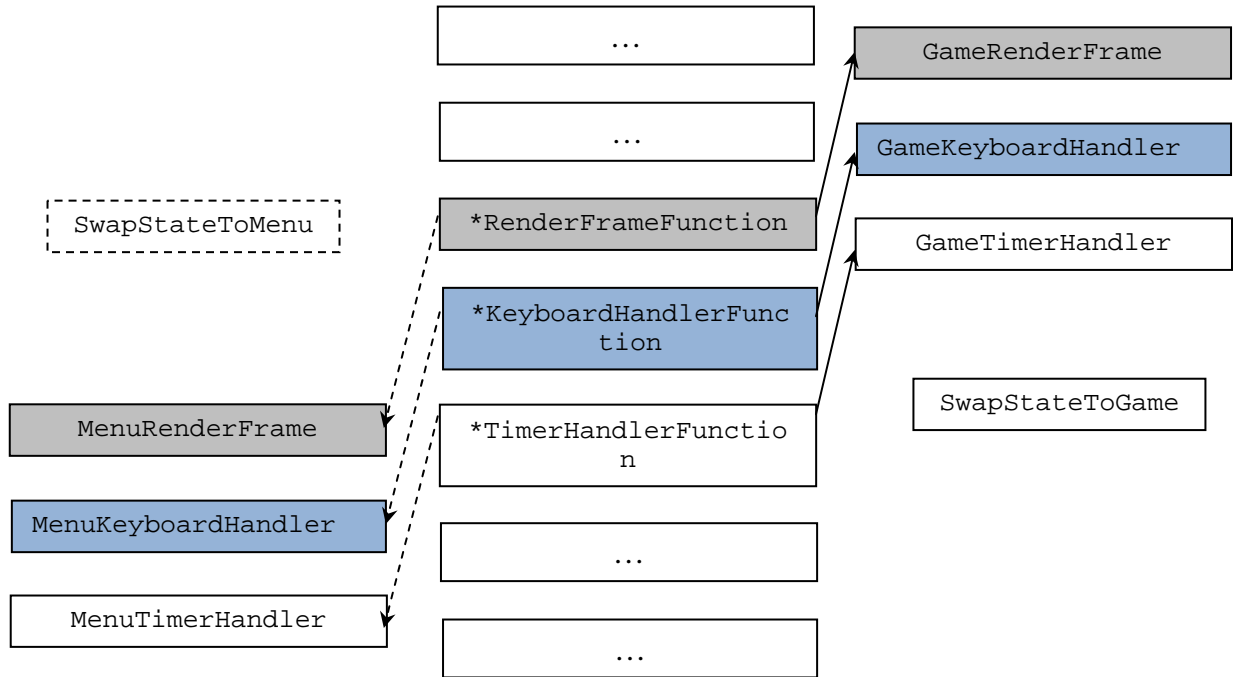 ...
GameRenderFrame
...
GameKeyboardHandler
SwapStateToMenu
*RenderFrameFunction
GameTimerHandler
*KeyboardHandlerFunc
tion
SwapStateToGame
MenuRenderFrame
*TimerHandlerFunctio
n
MenuKeyboardHandler
...
MenuTimerHandler
...